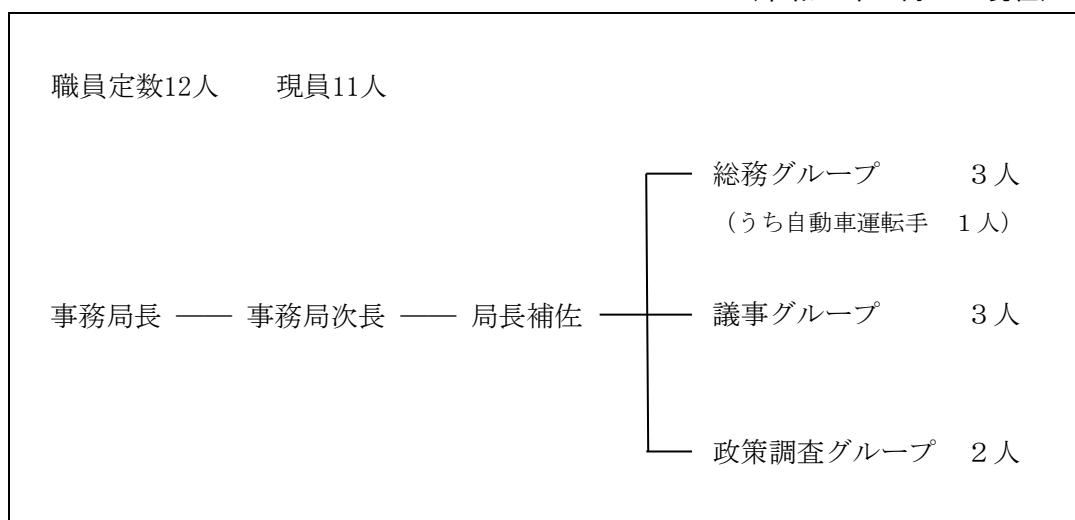 職員定数12人　　現員11人
総務グループ　　　３人
（うち自動車運転手　１人）
事務局長 ―― 事務局次長 ―― 局長補佐　議事グループ　　　３人
政策調査グループ　２人